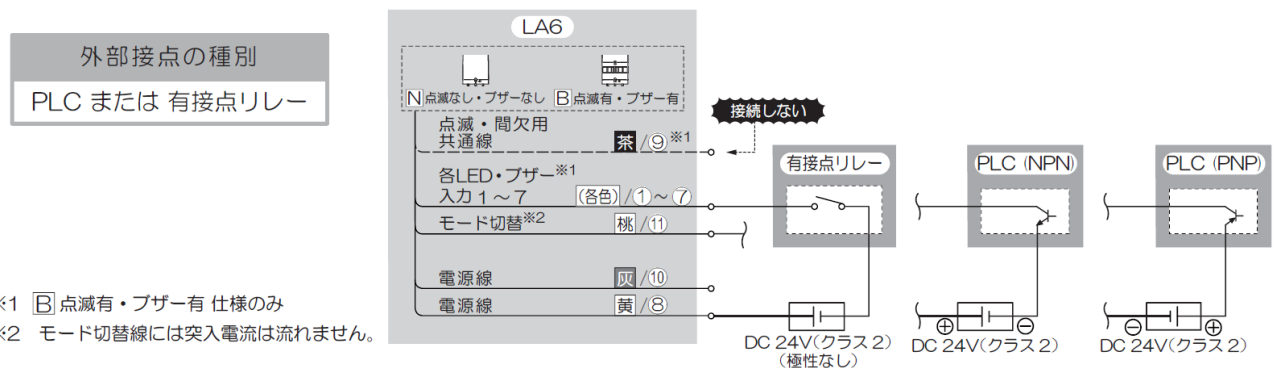 外部接点の種別
PLC または 有接点リレー
LA6
N 点滅なし・ブザーなし B 点滅有・ブザー有
接続しない
点滅・間欠用
共通線 茶/⑨ ※1
各LED・ブザー※1
入力1～7 (各色)/①～⑦
モード切替※2 桃/⑪
電源線 灰/⑩
電源線 黄/⑧
有接点リレー
PLC (NPN)
PLC (PNP)
DC 24V(クラス2)
(極性なし)
⊕ ⊖
DC 24V(クラス2)
⊖ ⊕
DC 24V(クラス2)
※1 B 点滅有・ブザー有 仕様のみ
※2 モード切替線には突入電流は流れません。